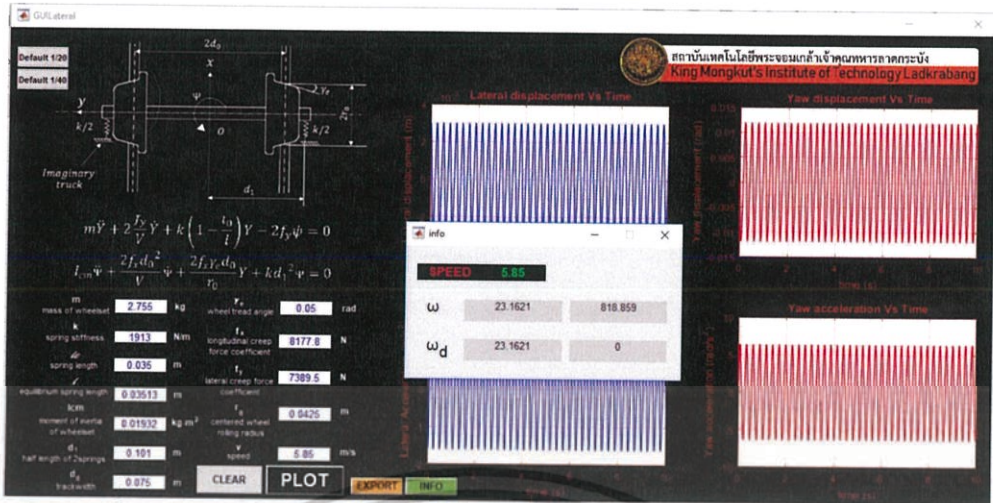 GUILateral
Default 1/20
Default 1/40
2d₀
x
y
Ψ
O
k/2
k/2
Imaginary truck
d₁
สถาบันเทคโนโลยีพระจอมเกล้าเจ้าคุณทหารลาดกระบัง
King Mongkut's Institute of Technology Ladkrabang
Lateral displacement Vs Time
Yaw displacement Vs Time
time (s)
info
SPEED 5.85
ω 23.1621 818.859
ω_d 23.1621 0
Yaw acceleration Vs Time
Yaw acceleration (rad/s²)
time (s)
time (s)
m mass of wheelset 2.755 kg
wheel tread angle 0.05 rad
k spring stiffness 1913 N/m
longitudinal creep force coefficient 8177.8 N
spring length 0.035 m
lateral creep force coefficient 7389.5 N
equilibrium spring length 0.03513 m
r₀ centered wheel rolling radius 0.0425 m
Icm moment of inertia of wheelset 0.01932 kg.m²
d₁ half length of 2springs 0.101 m
v speed 5.85 m/s
d₀ trackwidth 0.075 m
CLEAR
PLOT
EXPORT
INFO